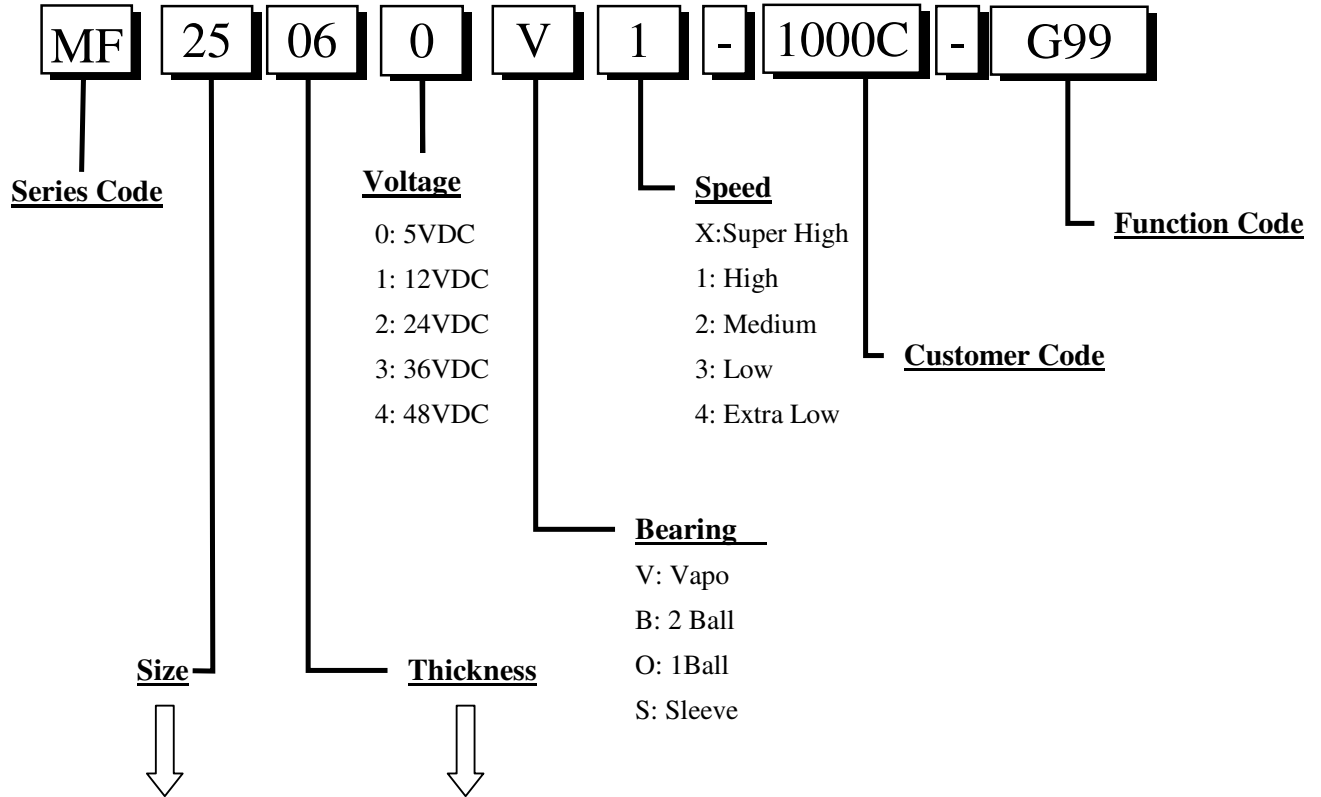 MF 25 06 0 V 1 - 1000C - G99
Series Code
Voltage
0: 5VDC
1: 12VDC
2: 24VDC
3: 36VDC
4: 48VDC
Speed
X:Super High
1: High
2: Medium
3: Low
4: Extra Low
Function Code
Customer Code
Bearing
V: Vapo
B: 2 Ball
O: 1Ball
S: Sleeve
Size
Thickness